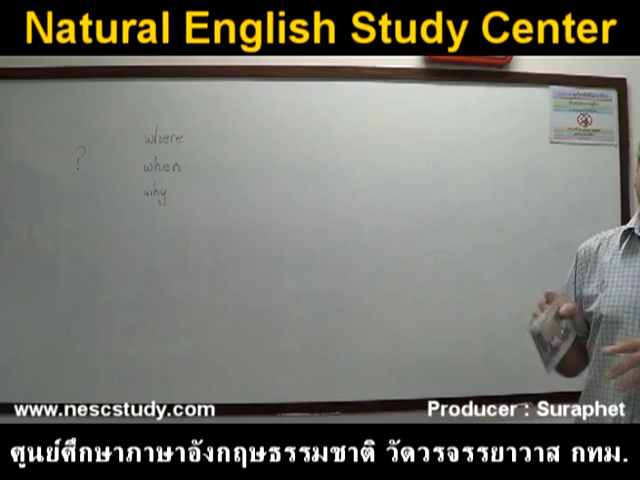 Natural English Study Center
where
? when
why
www.nescstudy.com Producer : Suraphet
ศูนย์ศึกษาภาษาอังกฤษธรรมชาติ วัดวรจรรยาวาส กทม.